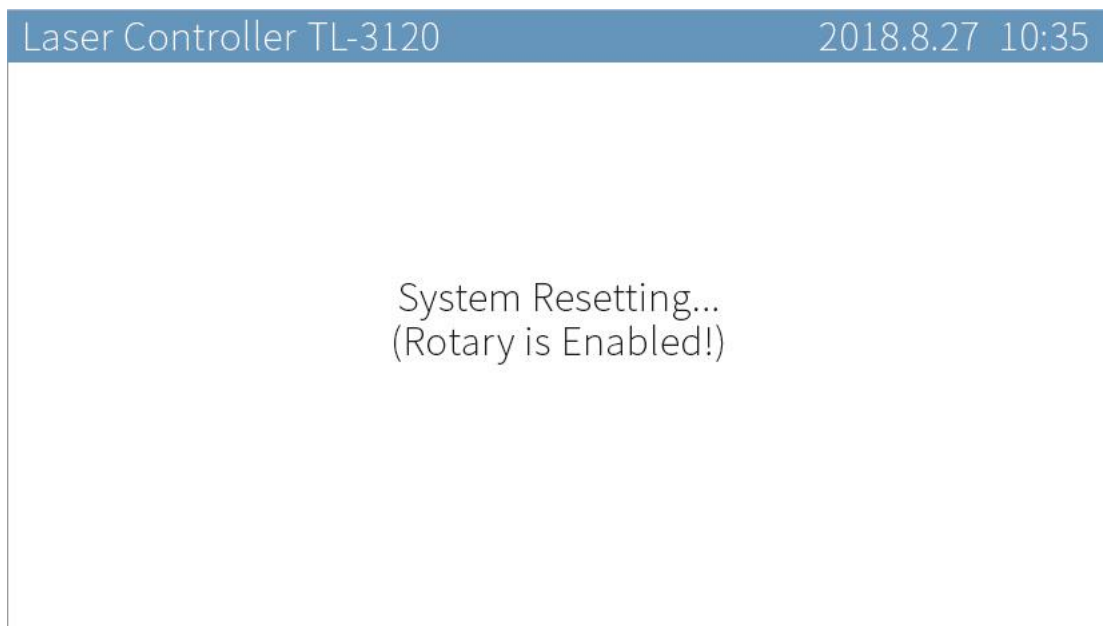 Laser Controller TL-3120 2018.8.27 10:35
System Resetting...
(Rotary is Enabled!)